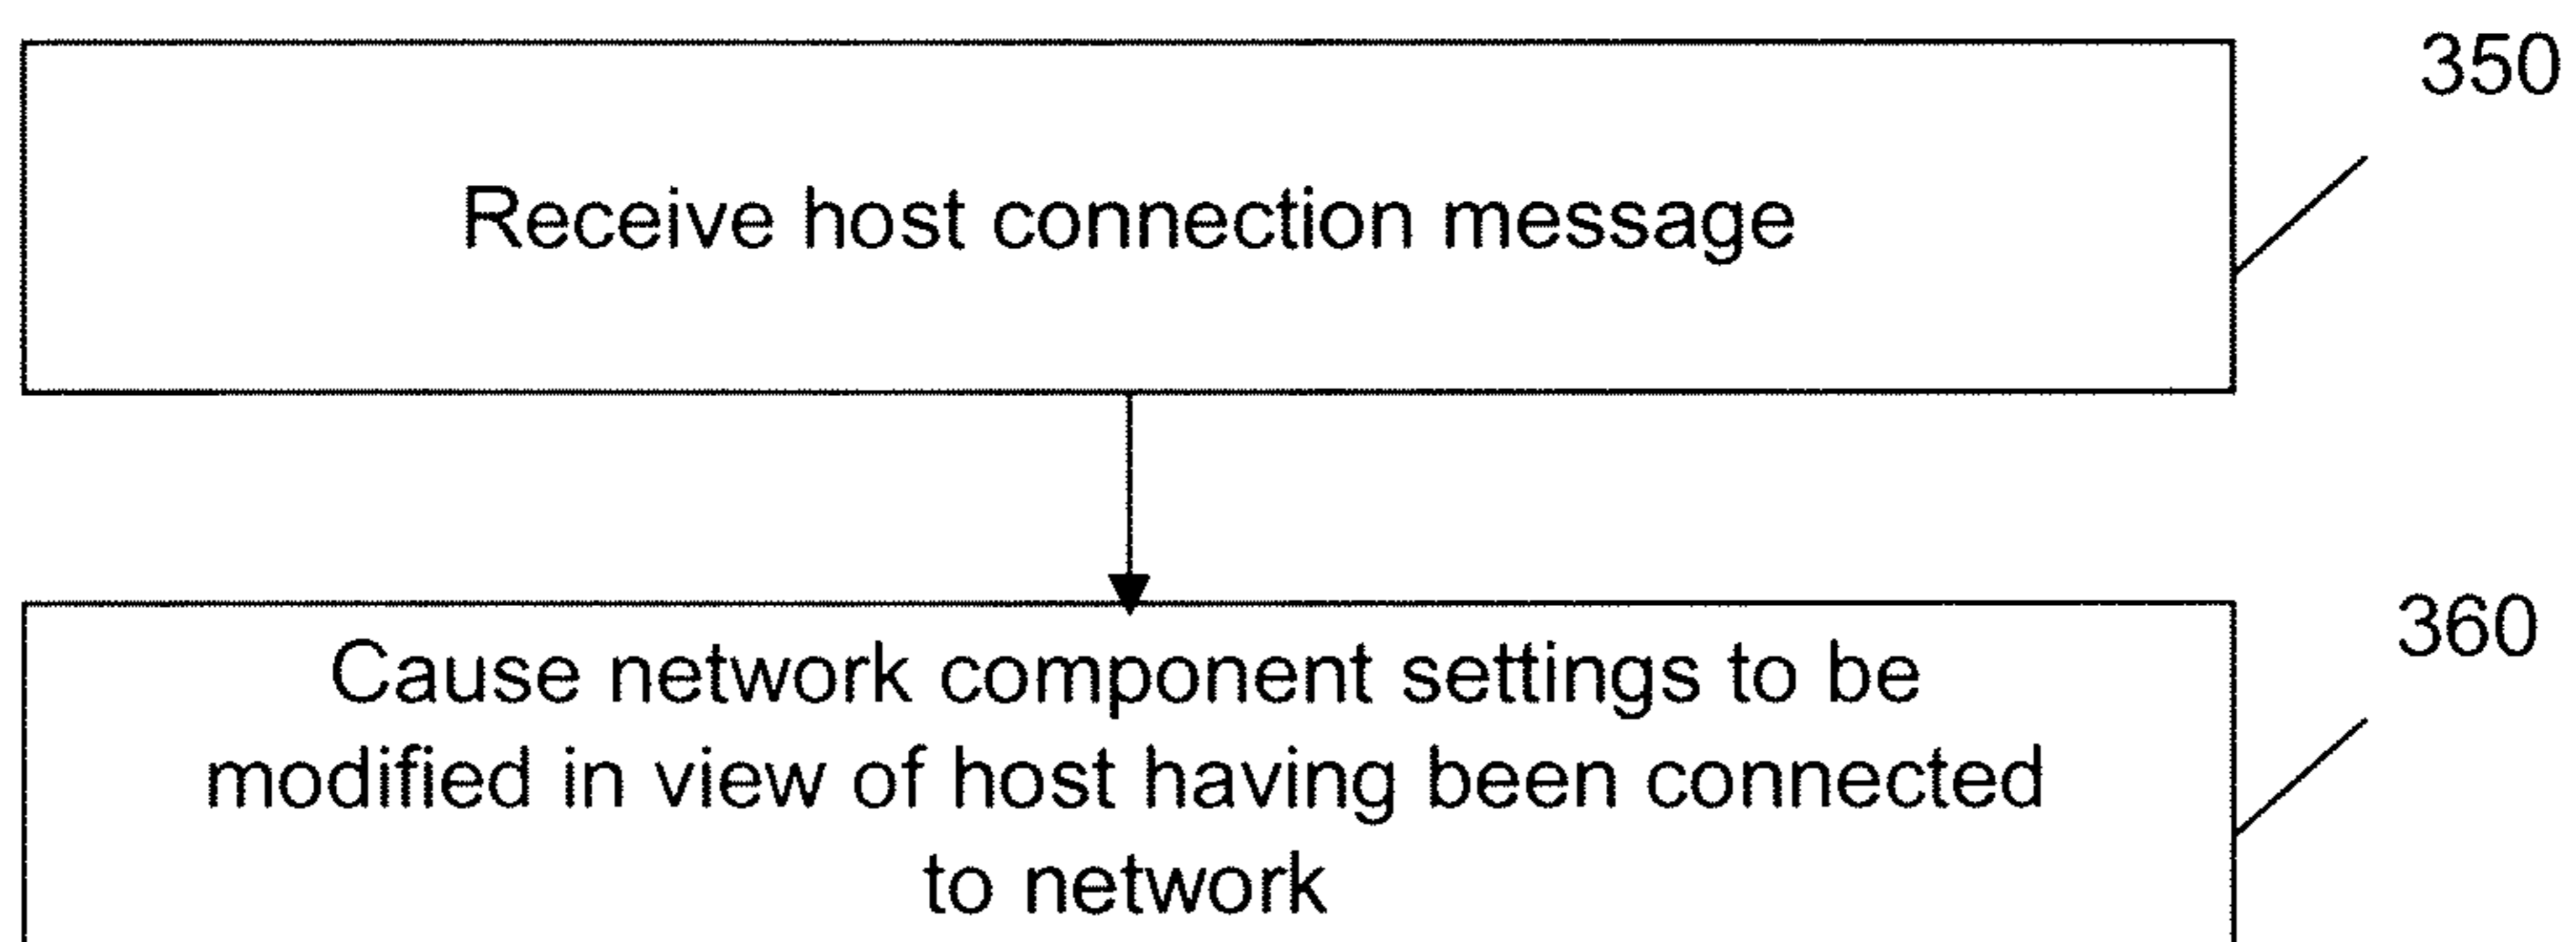 350
Receive host connection message
360
Cause network component settings to be
modified in view of host having been connected
to network